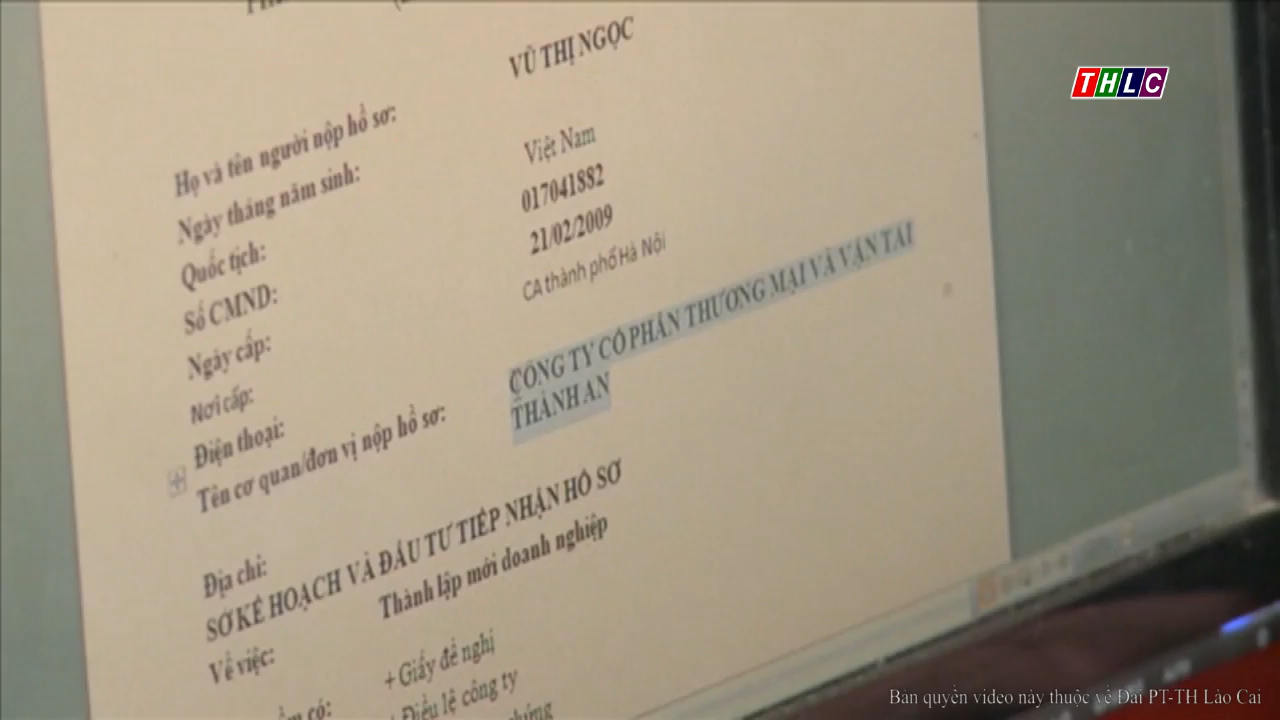 VŨ THỊ NGỌC
THLC
Họ và tên người nộp hồ sơ:
Ngày tháng năm sinh:
Quốc tịch: Việt Nam
Số CMND: 017041882
Ngày cấp: 21/02/2009
Nơi cấp: CA thành phố Hà Nội
Điện thoại:
Tên cơ quan/đơn vị nộp hồ sơ: CÔNG TY CỔ PHẦN THƯƠNG MẠI VÀ VẬN TẢI
THÀNH AN
Địa chỉ:
SỞ KẾ HOẠCH VÀ ĐẦU TƯ TIẾP NHẬN HỒ SƠ
Về việc: Thành lập mới doanh nghiệp
có: + Giấy đề nghị
+ Điều lệ công ty
Bản quyền video này thuộc về Đài PT-TH Lào Cai